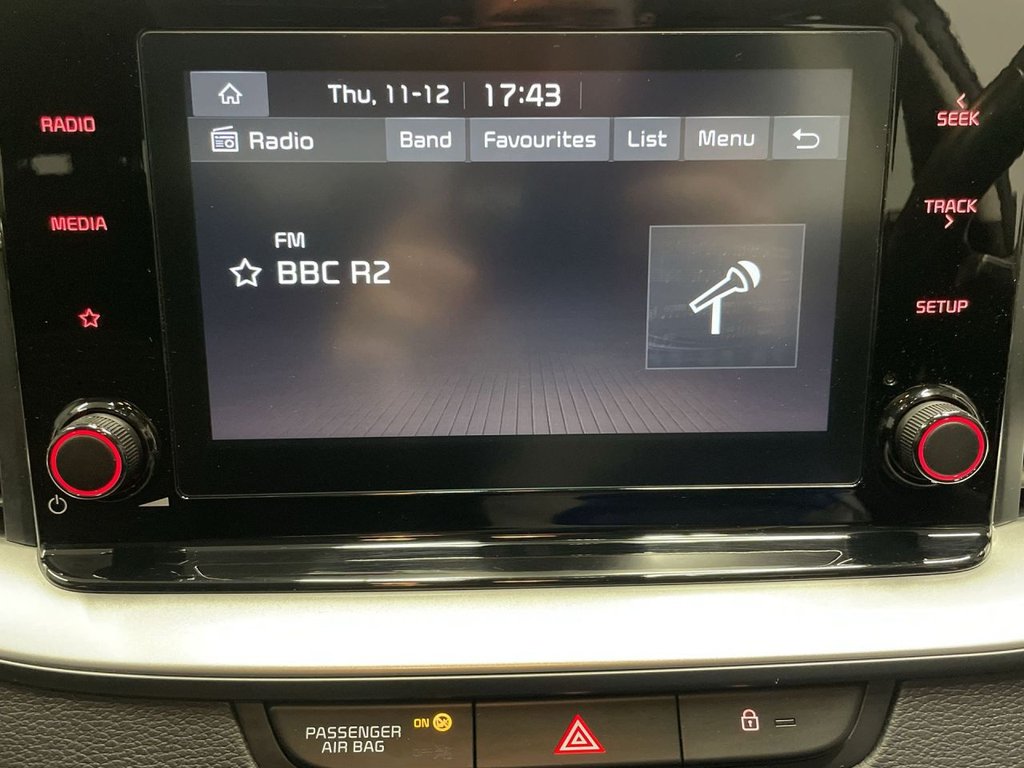 Thu, 11-12 17:43
Radio Band Favourites List Menu
FM
BBC R2
RADIO
MEDIA
SEEK
TRACK
SETUP
PASSENGER
AIR BAG
ON